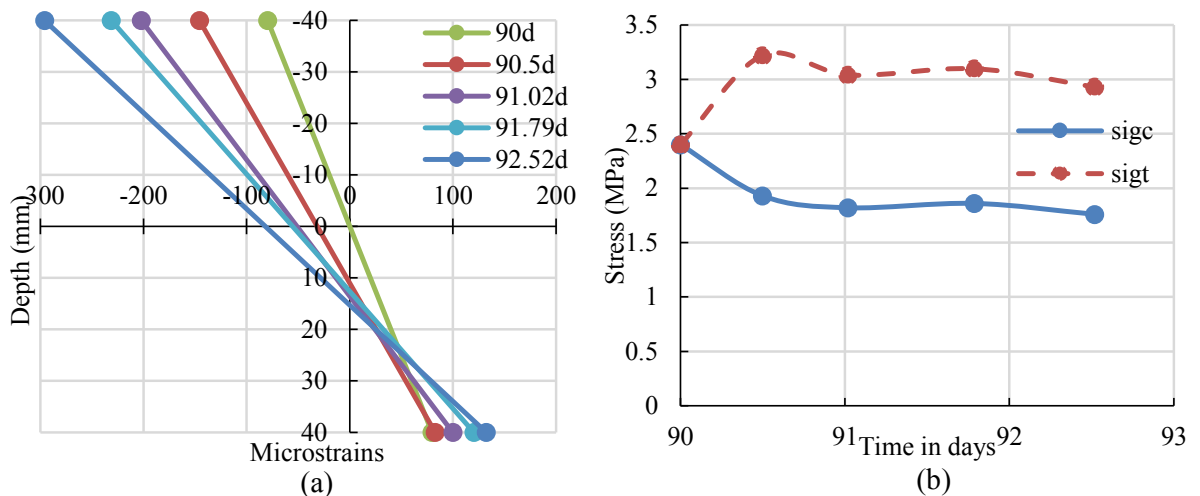 -40
-30
-20
-10
0
10
20
30
40
-300
-200
-100
0
100
200
Depth (mm)
Microstrains
90d
90.5d
91.02d
91.79d
92.52d
(a)
3.5
3
2.5
2
1.5
1
0.5
0
Stress (MPa)
90
91
92
93
Time in days
sigc
sigt
(b)